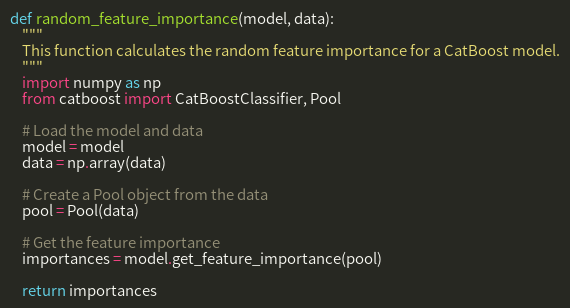 def random_feature_importance(model, data):
    """
    This function calculates the random feature importance for a CatBoost model.
    """
    import numpy as np
    from catboost import CatBoostClassifier, Pool

    # Load the model and data
    model = model
    data = np.array(data)

    # Create a Pool object from the data
    pool = Pool(data)

    # Get the feature importance
    importances = model.get_feature_importance(pool)

    return importances